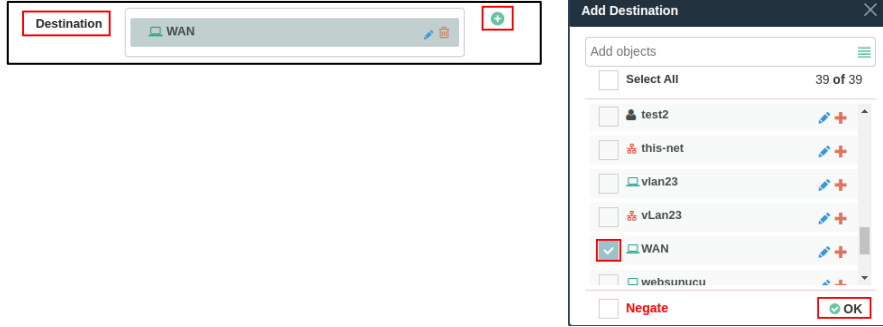 Destination
WAN
Add Destination
Add objects
Select All 39 of 39
test2
this-net
vlan23
vLan23
WAN
websunucu
Negate OK